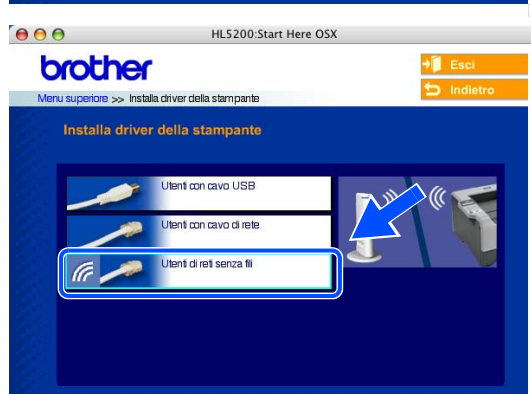 HL5200:Start Here OSX
brother
Esci
Indietro
Menu superiore >> Installa driver della stampante
Installa driver della stampante
Utenti con cavo USB
Utenti con cavo di rete
Utenti di reti senza fili